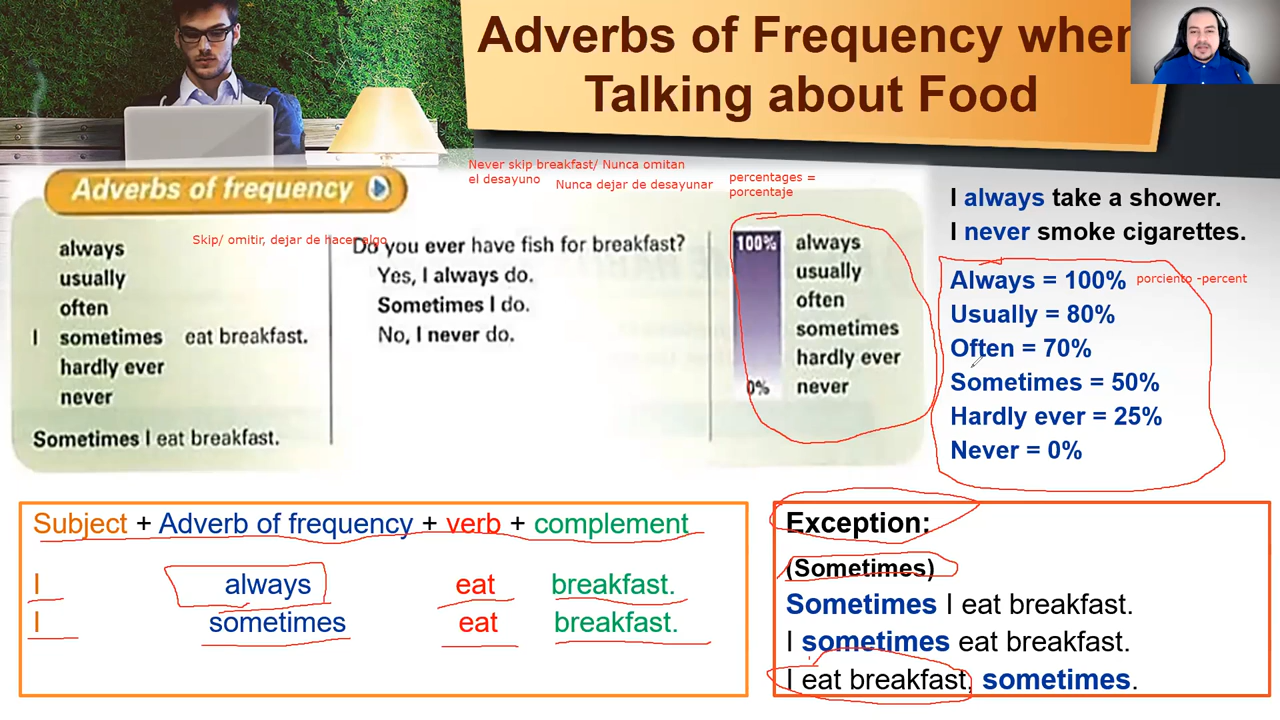 Adverbs of Frequency when
Talking about Food
Never skip breakfast/ Nunca omitan
el desayuno
Nunca dejar de desayunar
percentages =
porcentaje
Adverbs of frequency
Skip/ omitir, dejar de hacer algo
always
usually
often
I sometimes eat breakfast.
hardly ever
never
Sometimes I eat breakfast.
Do you ever have fish for breakfast?
Yes, I always do.
Sometimes I do.
No, I never do.
100% always
usually
often
sometimes
hardly ever
0% never
I always take a shower.
I never smoke cigarettes.
Always = 100%
porciento -percent
Usually = 80%
Often = 70%
Sometimes = 50%
Hardly ever = 25%
Never = 0%
Subject + Adverb of frequency + verb + complement
I always eat breakfast.
I sometimes eat breakfast.
Exception:
(Sometimes)
Sometimes I eat breakfast.
I sometimes eat breakfast.
I eat breakfast, sometimes.